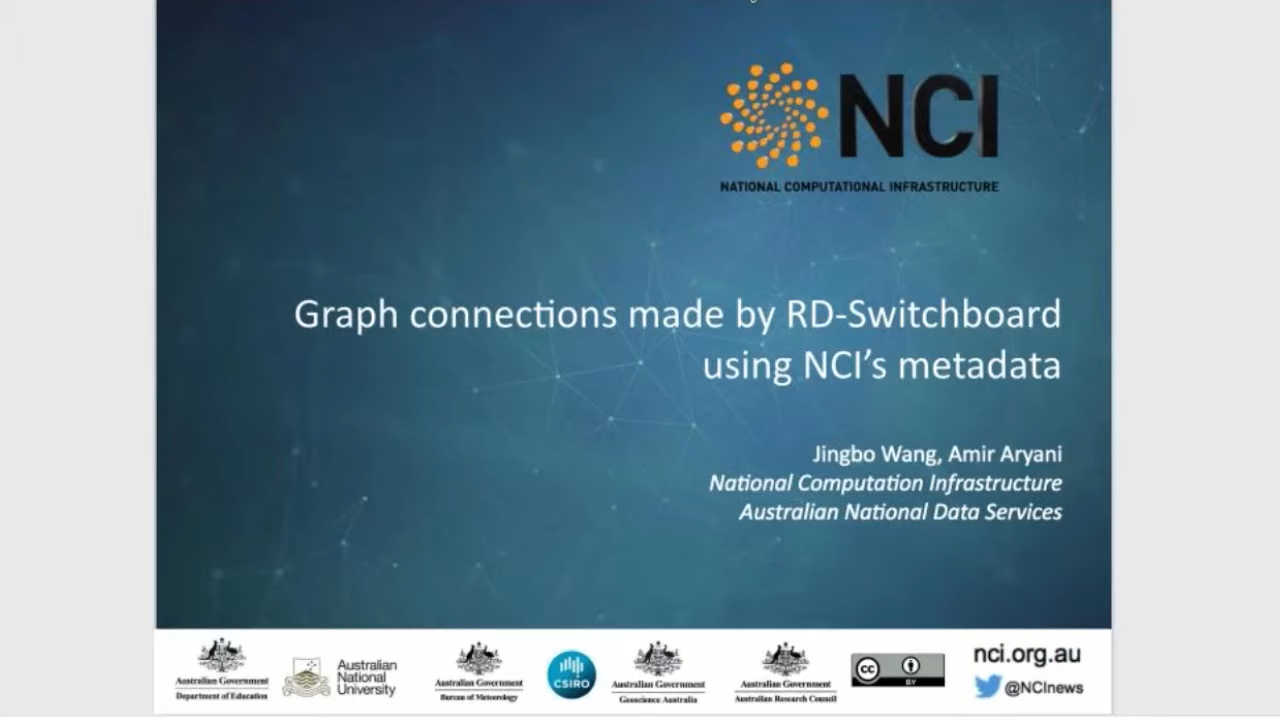 NCI
NATIONAL COMPUTATIONAL INFRASTRUCTURE
Graph connections made by RD-Switchboard
using NCI's metadata
Jingbo Wang, Amir Aryani
National Computation Infrastructure
Australian National Data Services
Australian Government
Department of Education
Australian
National
University
Australian Government
Bureau of Meteorology
CSIRO
Australian Government
Geoscience Australia
Australian Government
Australian Research Council
cc
BY
nci.org.au
@NCInews